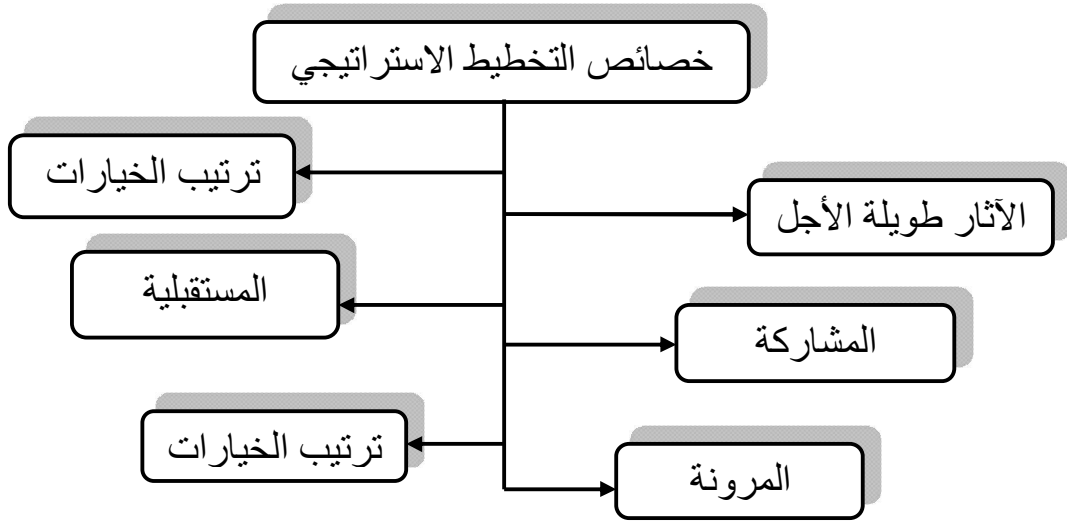 خصائص التخطيط الاستراتيجي
ترتيب الخيارات
الآثار طويلة الأجل
المستقبلية
المشاركة
ترتيب الخيارات
المرونة